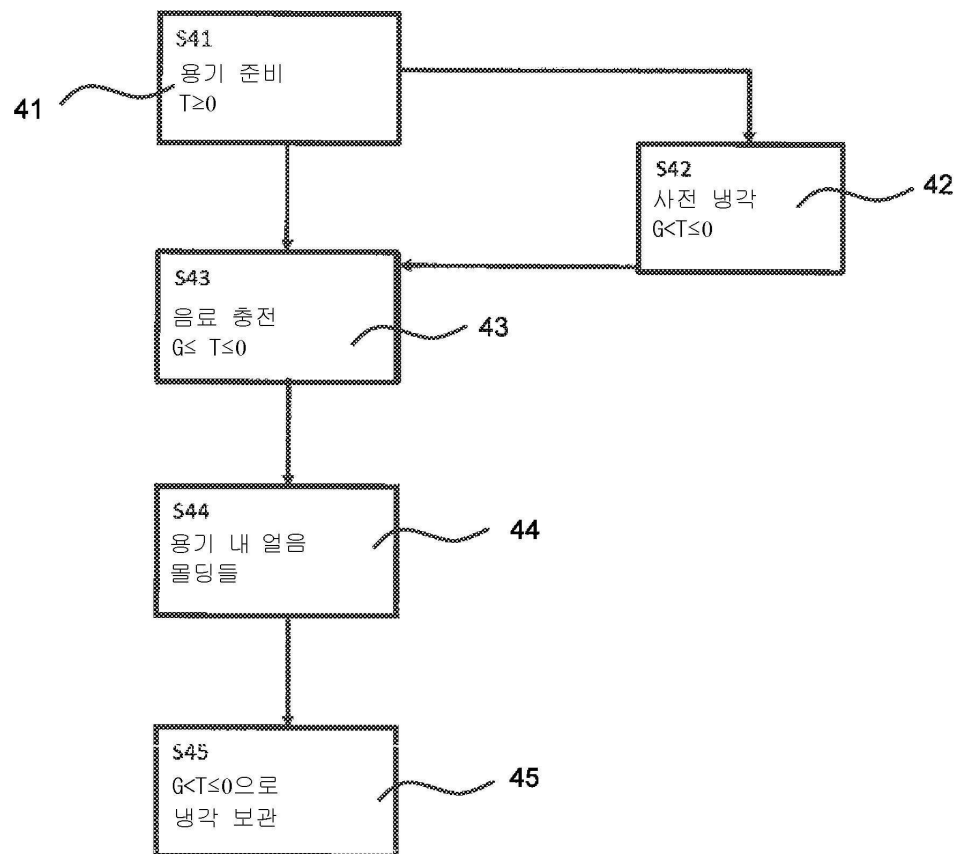 S41
용기 준비
T≥0
41
S42
사전 냉각
G<T≤0
42
S43
음료 충전
G≤ T≤0
43
S44
용기 내 얼음
몰딩들
44
S45
G<T≤0으로
냉각 보관
45